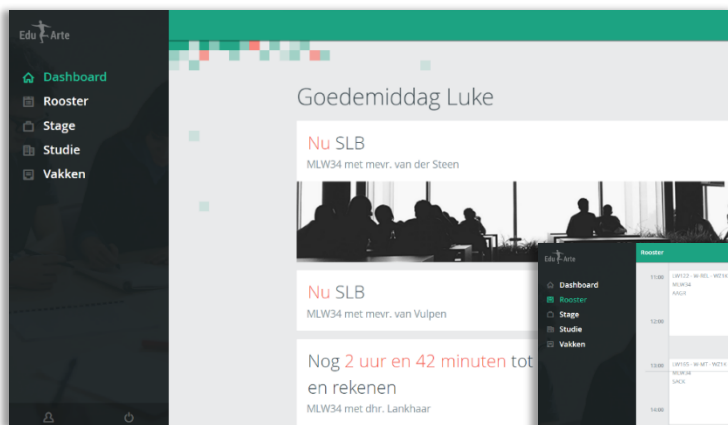 Edu Arte
Dashboard
Rooster
Stage
Studie
Vakken
Goedemiddag Luke
Nu SLB
MLW34 met mevr. van der Steen
Nu SLB
MLW34 met mevr. van Vulpen
Nog 2 uur en 42 minuten tot
en rekenen
MLW34 met dhr. Lankhaar
Edu Arte
Dashboard
Rooster
Stage
Studie
Vakken
Rooster
11:00
MLW34
12:00
13:00
MLW34
SACK
14:00